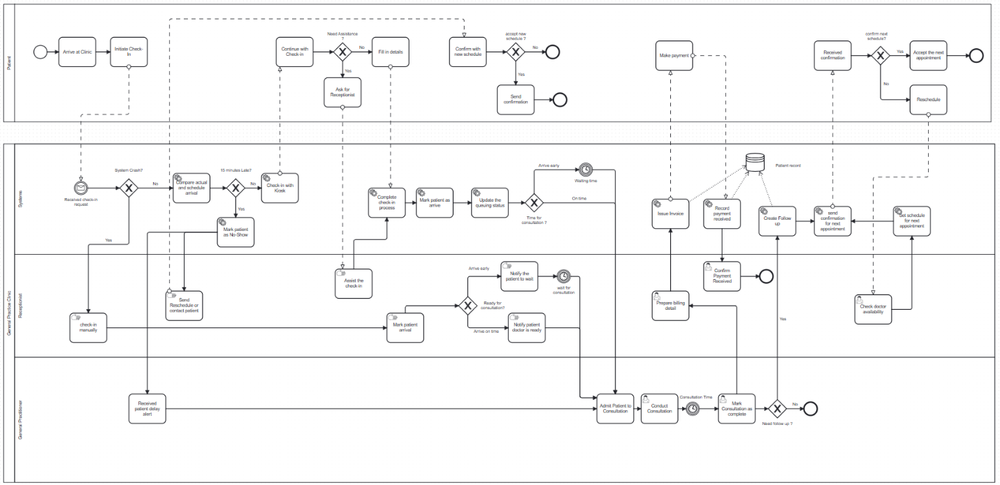 Patient
Arrive at Clinic
Initiate Check-
In
Continue with
Check-in
Need Assistance
?
No
Yes
Fill in details
Ask for
Receptionist
Confirm with
new schedule
accept new
schedule ?
No
Yes
Send
confirmation
Make payment
Received
confirmation
confirm next
schedule?
Yes
No
Accept the next
appointment
Reschedule
General Practice Clinic
Systems
Received check-in
request
System Crash?
No
Yes
Compare actual
and schedule
arrival
15 minutes Late?
No
Yes
Check-in with
Kiosk
Mark patient
as No-Show
Complete
check-in
process
Mark patient as
arrive
Update the
queuing status
Time for
consultation ?
Arrive early
Waiting time
On time
Issue Invoice
Record
payment
received
Patient record
Create Follow
up
send
confirmation
for next
appointment
Set schedule
for next
appointment
Receptionist
check-in
manually
Send
Reschedule or
contact patient
Assist the
check-in
Mark patient
arrival
Ready for
consultation?
Arrive early
Arrive on time
Notify the
patient to wait
wait for
consultation
Notify patient
doctor is ready
Prepare billing
detail
Confirm
Payment
Received
Yes
Check doctor
availability
General Practitioner
Received
patient delay
alert
Admit Patient to
Consultation
Conduct
Consultation
Consultation Time
Mark
Consultation as
complete
Need follow up ?
No